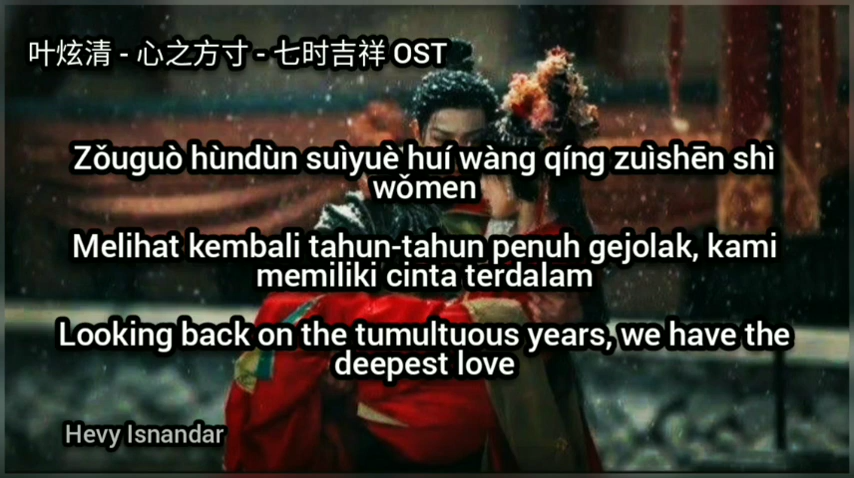 叶炫清 - 心之方寸 - 七时吉祥 OST
Zǒuguò hùndùn suìyuè huí wàng qíng zuìshēn shì
wǒmen
Melihat kembali tahun-tahun penuh gejolak, kami
memiliki cinta terdalam
Looking back on the tumultuous years, we have the
deepest love
Hevy Isnandar